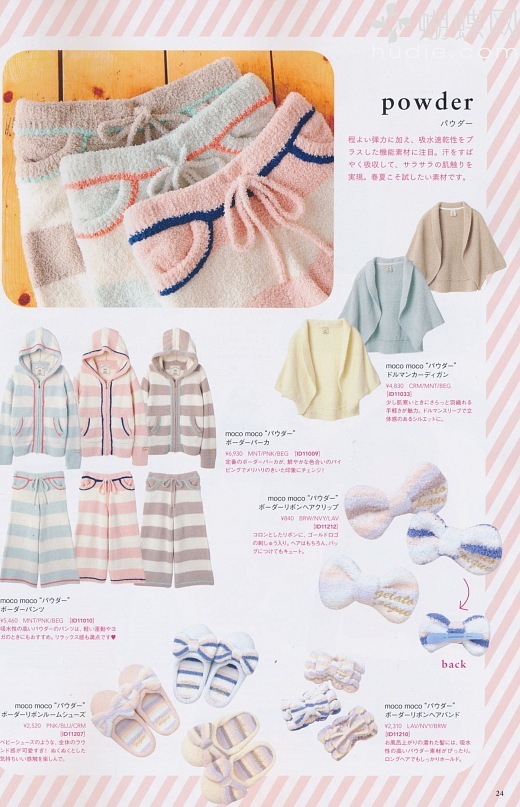 蝴蝶网
hudie.com
powder
パウダー
程よい弾力に加え、吸水速乾性をプ
ラスした機能素材に注目。汗をすば
やく吸収して、サラサラの肌触りを
実現。春夏こそ試したい素材です。
moco moco "パウダー"
ドルマンカーディガン
¥4,830 CRM/MNT/BEG
[ID11033]
少し肌寒いときにさらっと羽織れる
手軽さが魅力。ドルマンスリーブで立
体感のあるシルエットに。
moco moco "パウダー"
ボーダーパーカ
¥6,930 MNT/PNK/BEG [ID11009]
定番のボーダーパーカが、鮮やかな色合いのパイ
ピングでメリハリのきいた印象にチェンジ!
moco moco "パウダー"
ボーダーリボンヘアクリップ
¥840 BRW/NVY/LAV
[ID11212]
コロンとしたリボンに、ゴールドロゴ
の刺しゅう入り。ヘアはもちろん、バッ
グにつけてもキュート。
gelato
pique
back
moco moco "パウダー"
ボーダーパンツ
¥5,460 MNT/PNK/BEG [ID11010]
吸水性の高いパウダーのパンツは、軽い運動やヨ
ガのときにもおすすめ。リラックス感も満点です♥
moco moco "パウダー"
ボーダーリボンルームシューズ
¥2,520 PNK/BLU/CRM
[ID11207]
ベビーシューズのような、全体のラウ
ンド感が可愛すぎ! ぬくぬくとした
気持ちいい感触を楽しんで。
moco moco "パウダー"
ボーダーリボンヘアバンド
¥2,310 LAV/NVY/BRW
[ID11210]
お風呂上がりの濡れた髪には、吸水
性の高いパウダー素材がぴったり。
ロングヘアでもしっかりホールド。
24